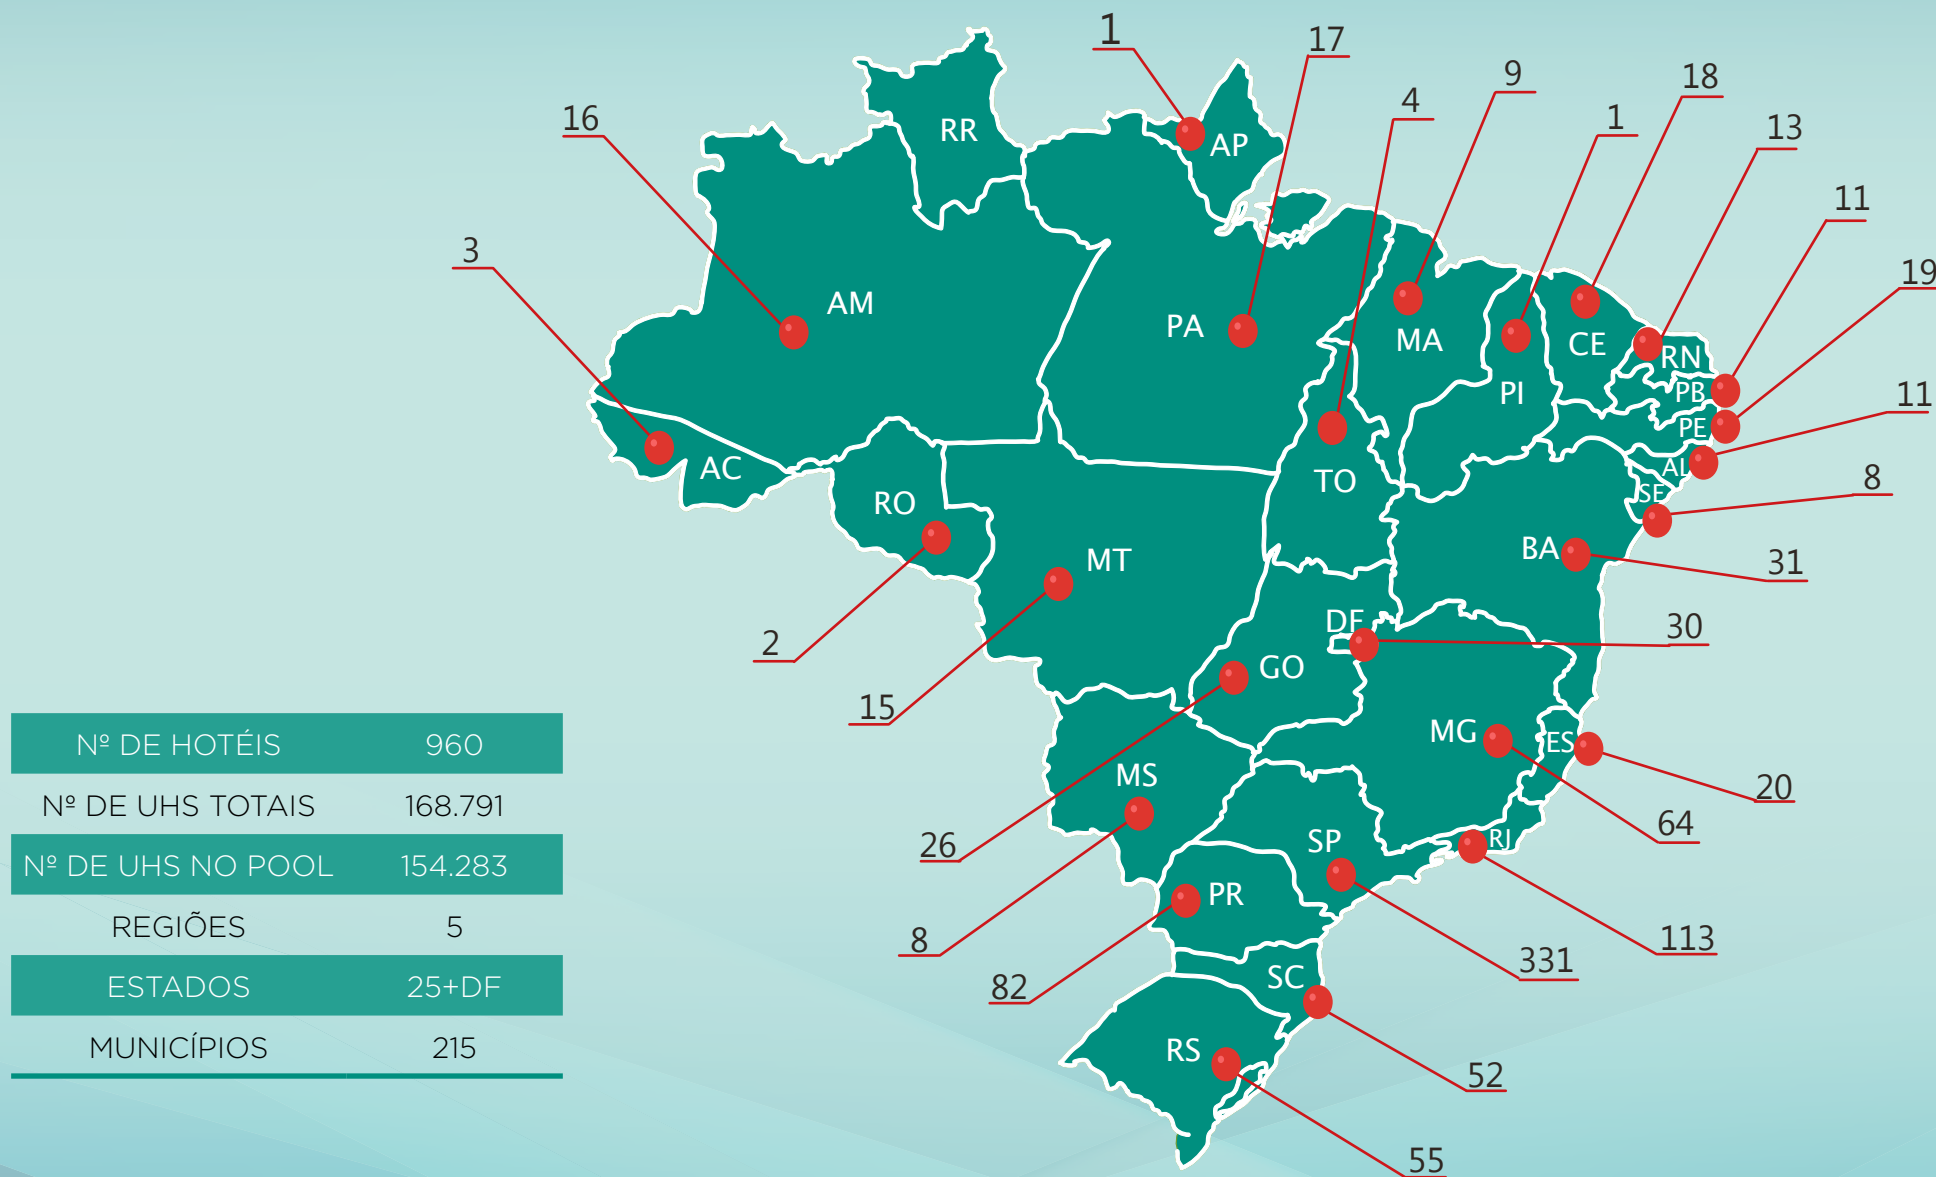 1
17
9
4
18
1
13
16
11
3
19
11
8
31
2
30
15
20
64
26
113
8
331
82
52
55
RR
AP
AM
PA
MA
CE
RN
PI
PB
PE
AL
SE
AC
TO
RO
BA
MT
DF
GO
MG
ES
MS
SP
RJ
PR
SC
RS
Nº DE HOTÉIS 960
Nº DE UHS TOTAIS 168.791
Nº DE UHS NO POOL 154.283
REGIÕES 5
ESTADOS 25+DF
MUNICÍPIOS 215